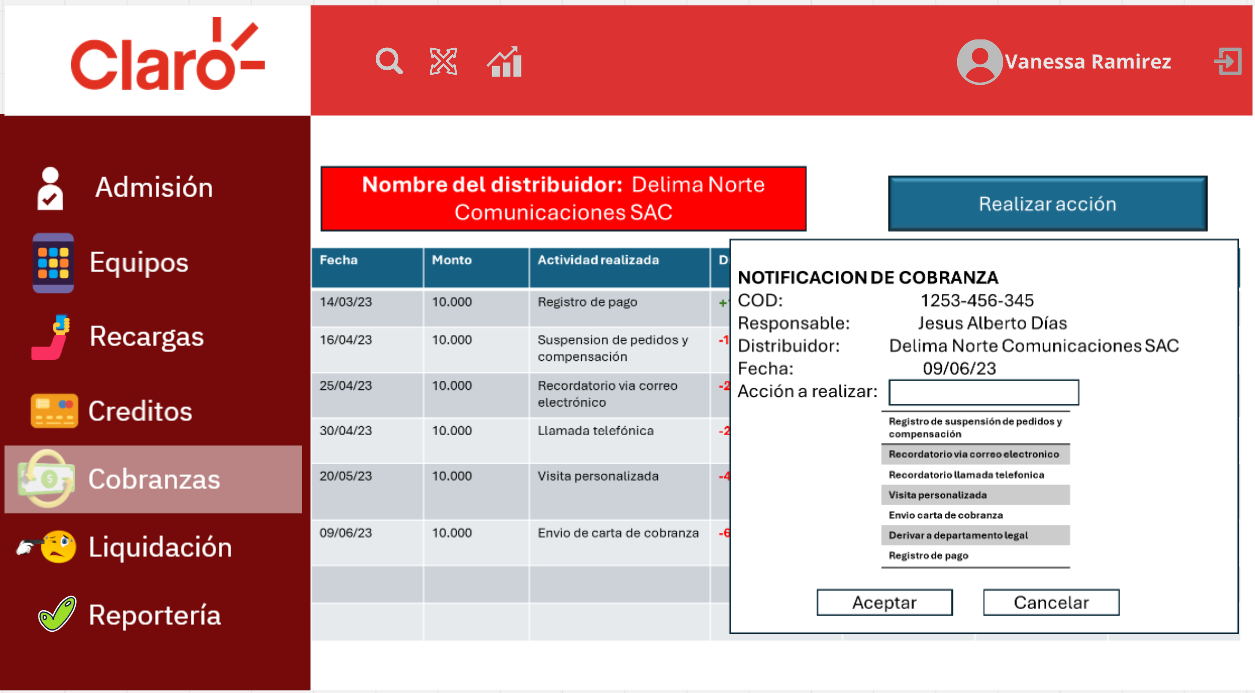 Claro
Vanessa Ramirez
Admisión
Equipos
Recargas
Creditos
Cobranzas
Liquidación
Reportería
Nombre del distribuidor: Delima Norte
Comunicaciones SAC
Realizar acción
Fecha Monto Actividad realizada
14/03/23 10.000 Registro de pago
16/04/23 10.000 Suspension de pedidos y
compensación
25/04/23 10.000 Recordatorio via correo
electrónico
30/04/23 10.000 Llamada telefónica
20/05/23 10.000 Visita personalizada
09/06/23 10.000 Envio de carta de cobranza
NOTIFICACION DE COBRANZA
COD: 1253-456-345
Responsable: Jesus Alberto Días
Distribuidor: Delima Norte Comunicaciones SAC
Fecha: 09/06/23
Acción a realizar:
Registro de suspensión de pedidos y
compensación
Recordatorio via correo electronico
Recordatorio llamada telefonica
Visita personalizada
Envio carta de cobranza
Derivar a departamento legal
Registro de pago
Aceptar Cancelar